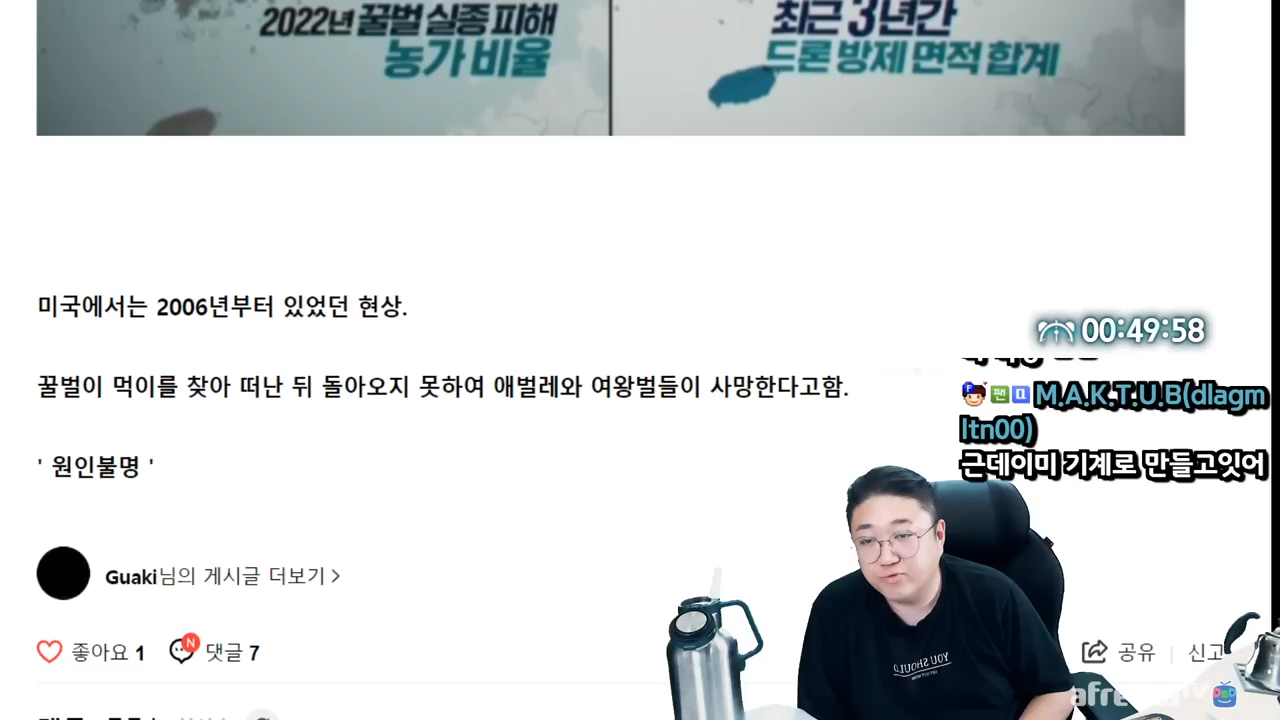 2022년 꿀벌 실종 피해
농가 비율
최근 3년간
드론 방제 면적 합계
미국에서는 2006년부터 있었던 현상.
꿀벌이 먹이를 찾아 떠난 뒤 돌아오지 못하여 애벌레와 여왕벌들이 사망한다고함.
' 원인불명 '
Guaki님의 게시글 더보기 >
좋아요 1 N 댓글 7
공유 | 신고
00:49:58
팬 M.A.K.T.U.B(dlagm
ltn00)
근데이미 기계로 만들고잇어
YOU SHOULD